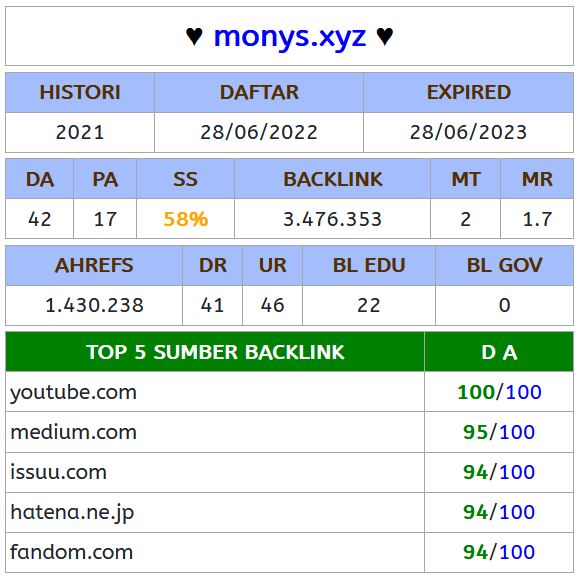 ♥ monys.xyz ♥
HISTORI DAFTAR EXPIRED
2021 28/06/2022 28/06/2023
DA PA SS BACKLINK MT MR
42 17 58% 3.476.353 2 1.7
AHREFS DR UR BL EDU BL GOV
1.430.238 41 46 22 0
TOP 5 SUMBER BACKLINK D A
youtube.com 100/100
medium.com 95/100
issuu.com 94/100
hatena.ne.jp 94/100
fandom.com 94/100